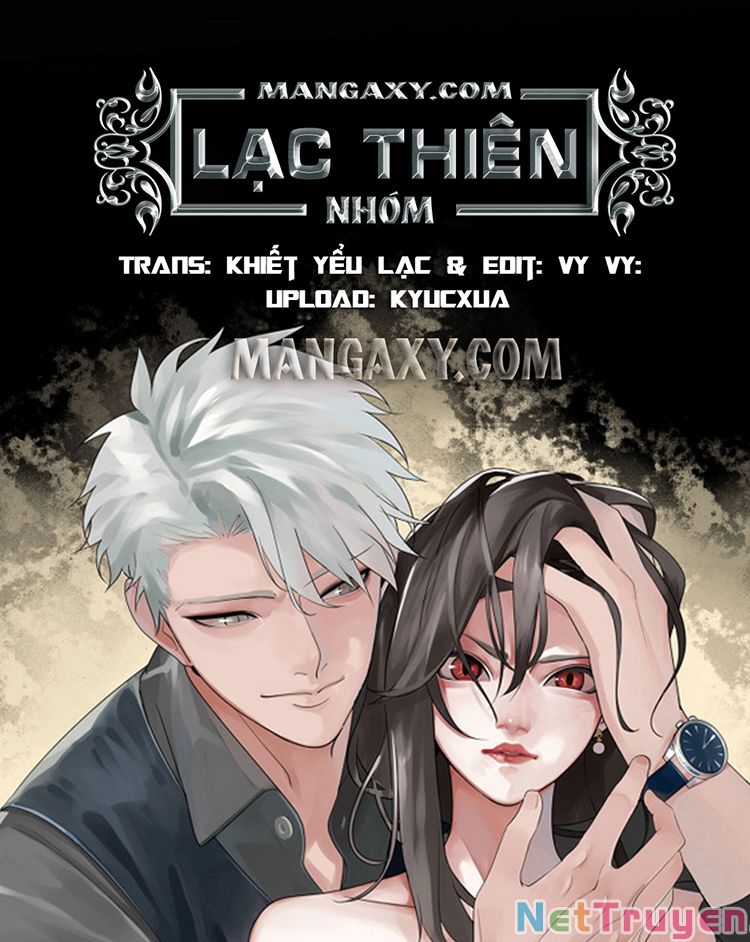 MANGAXY.COM
LẠC THIÊN
NHÓM
TRANS: KHIẾT YỂU LẠC & EDIT: VY VY:
UPLOAD: KYUCXUA
MANGAXY.COM
NetTruyen